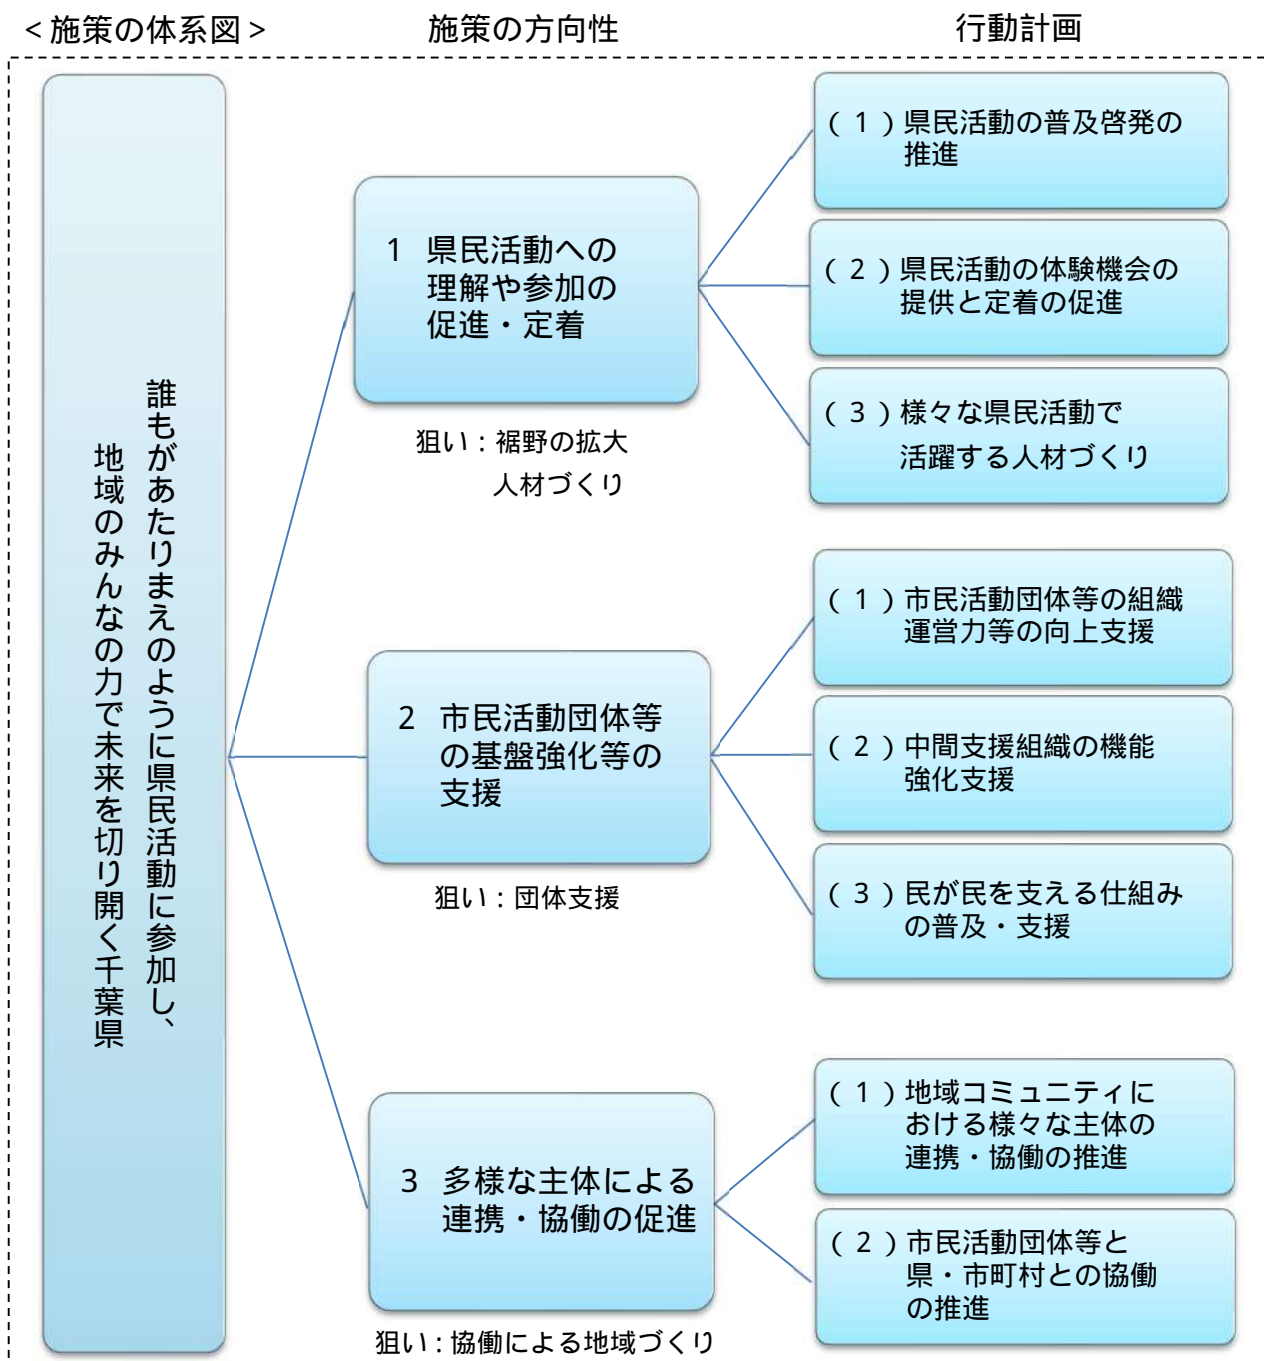 ＜施策の体系図＞
施策の方向性
行動計画
誰もがあたりまえのように県民活動に参加し、
地域のみんなの力で未来を切り開く千葉県
1 県民活動への
理解や参加の
促進・定着
狙い：裾野の拡大
人材づくり
（１）県民活動の普及啓発の
推進
（２）県民活動の体験機会の
提供と定着の促進
（３）様々な県民活動で
活躍する人材づくり
2 市民活動団体等
の基盤強化等の
支援
狙い：団体支援
（１）市民活動団体等の組織
運営力等の向上支援
（２）中間支援組織の機能
強化支援
（３）民が民を支える仕組み
の普及・支援
3 多様な主体による
連携・協働の促進
狙い：協働による地域づくり
（１）地域コミュニティに
おける様々な主体の
連携・協働の推進
（２）市民活動団体等と
県・市町村との協働
の推進